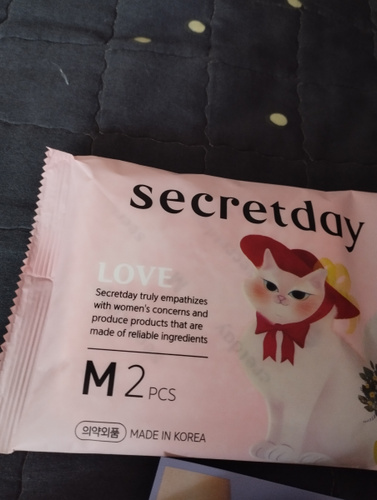 secretday
LOVE
Secretday truly empathizes
with women's concerns and
produce products that are
made of reliable ingredients
M 2 PCS
의약외품 MADE IN KOREA